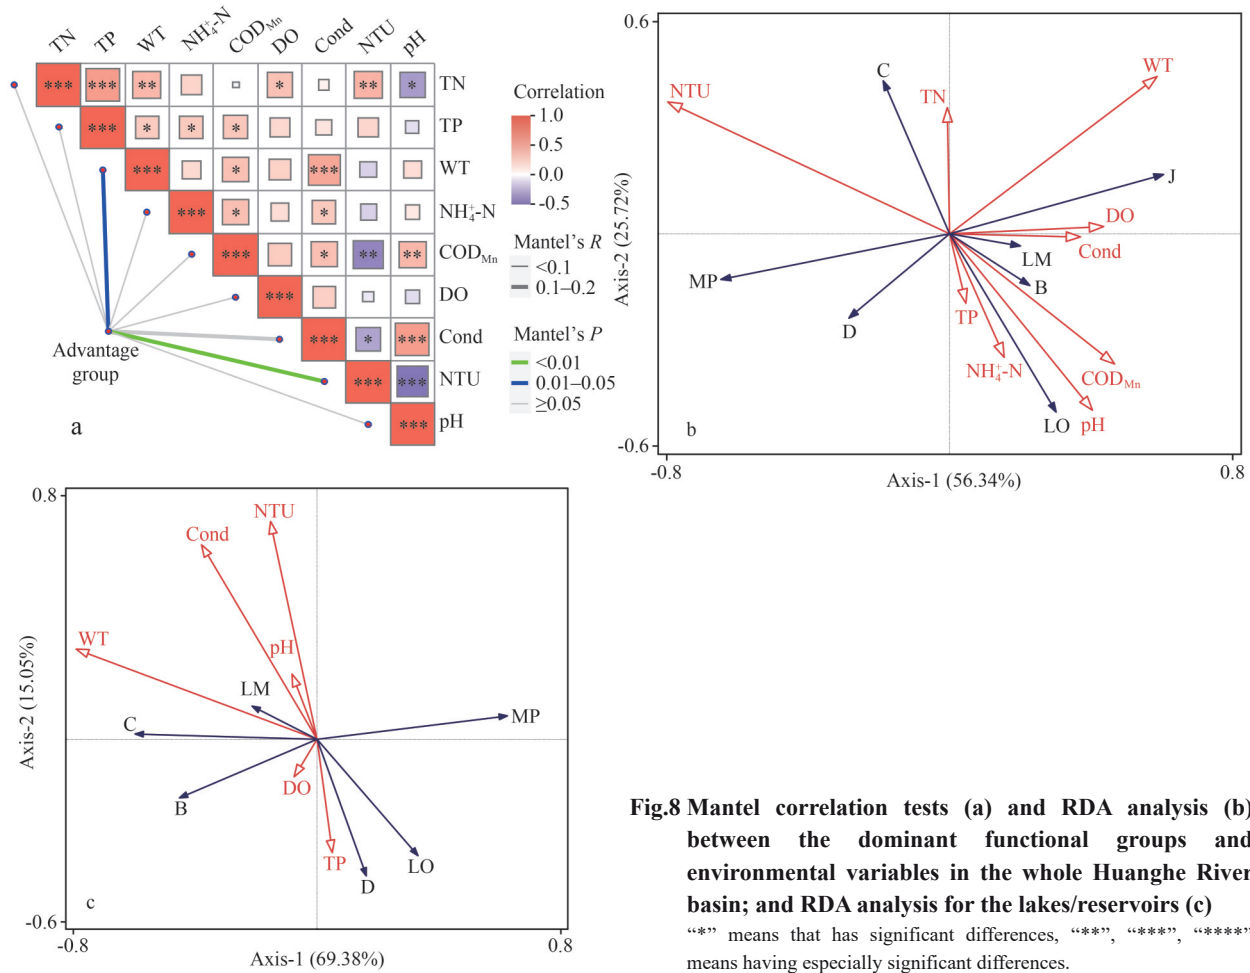 TN TP WT NH₄⁺-N COD_Mn DO Cond NTU pH
*** *** ** * ** * TN
*** * * * TP
*** * *** WT
*** * * NH₄⁺-N
*** * ** ** COD_Mn
*** DO
*** * *** Cond
*** *** NTU
*** pH
Advantage
group
a
Correlation
1.0
0.5
0.0
-0.5
Mantel's R
<0.1
0.1–0.2
Mantel's P
<0.01
0.01–0.05
≥0.05
0.6
-0.6
-0.8
0.8
Axis-2 (25.72%)
Axis-1 (56.34%)
NTU
C
TN
WT
J
DO
Cond
LM
B
MP
D
TP
NH₄⁺-N
COD_Mn
LO
pH
b
0.8
-0.6
-0.8
0.8
Axis-2 (15.05%)
Axis-1 (69.38%)
NTU
Cond
WT
pH
LM
C
MP
B
DO
TP
D
LO
c
Fig.8 Mantel correlation tests (a) and RDA analysis (b)
between the dominant functional groups and
environmental variables in the whole Huanghe River
basin; and RDA analysis for the lakes/reservoirs (c)
“*” means that has significant differences, “**”, “***”, “****”
means having especially significant differences.